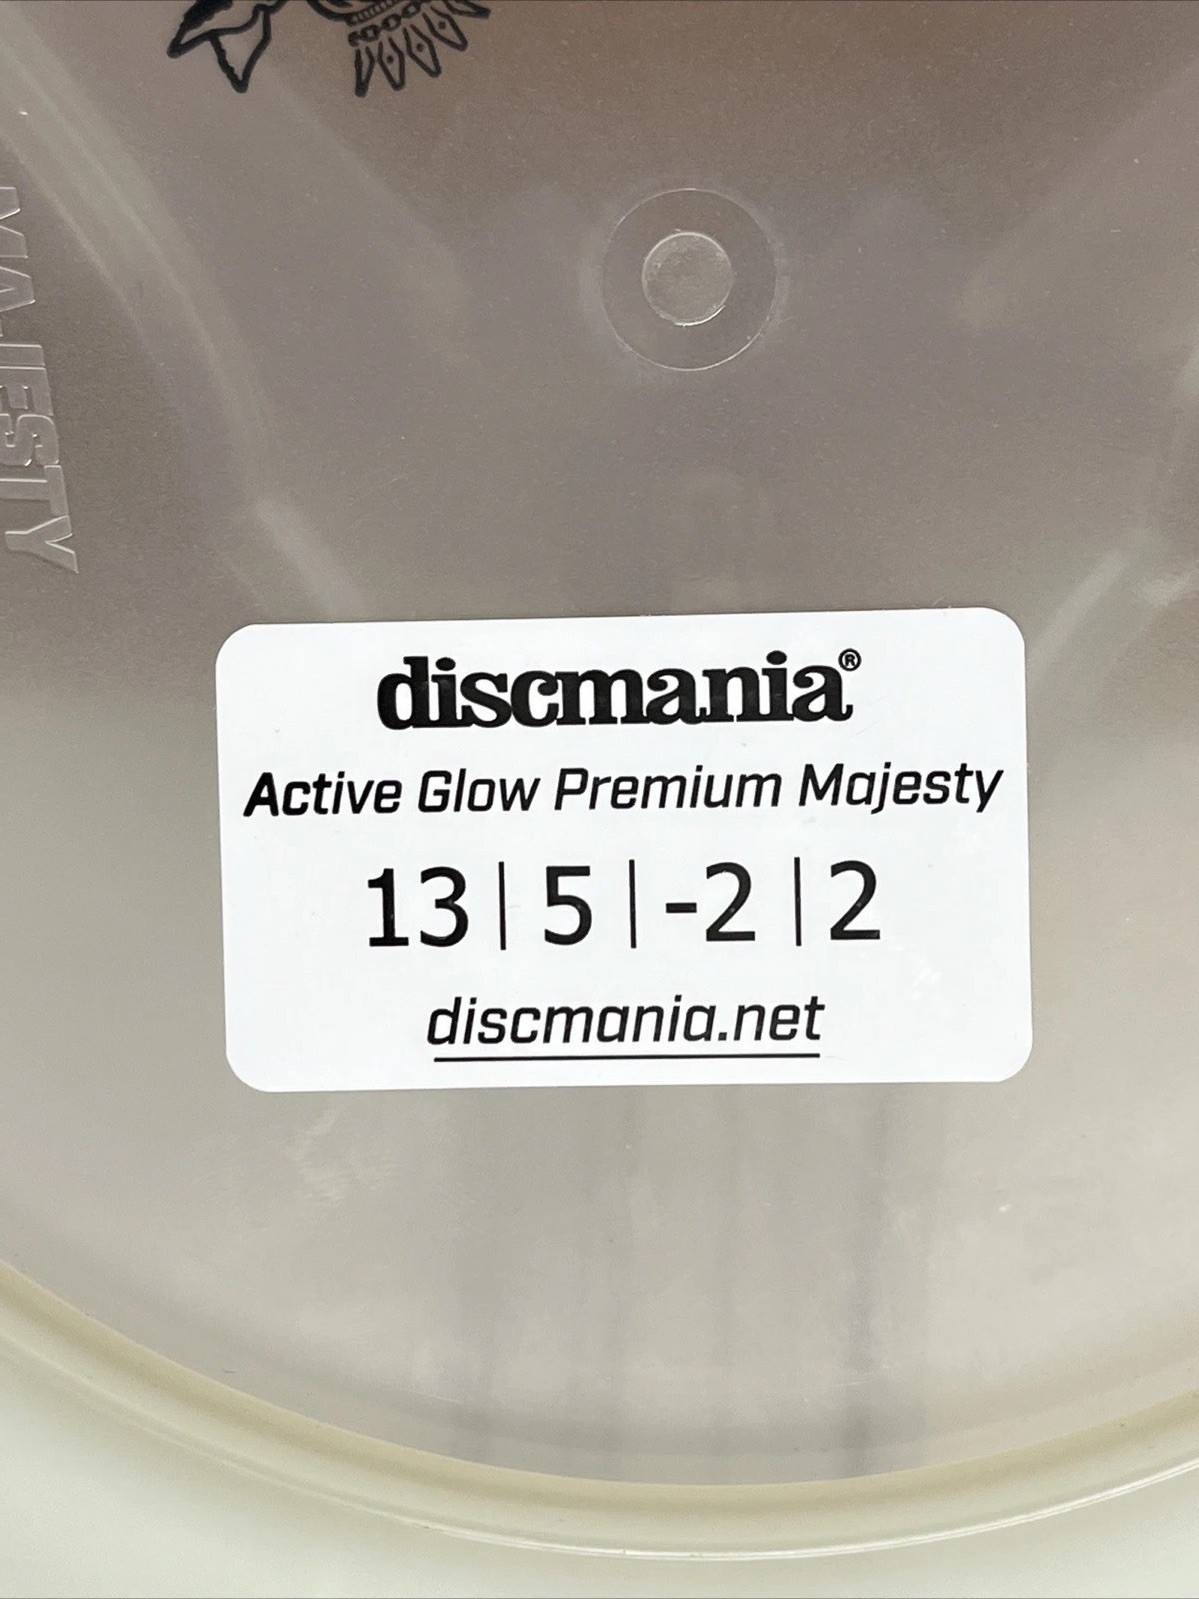 MAJESTY
discmania®
Active Glow Premium Majesty
13 | 5 | -2 | 2
discmania.net